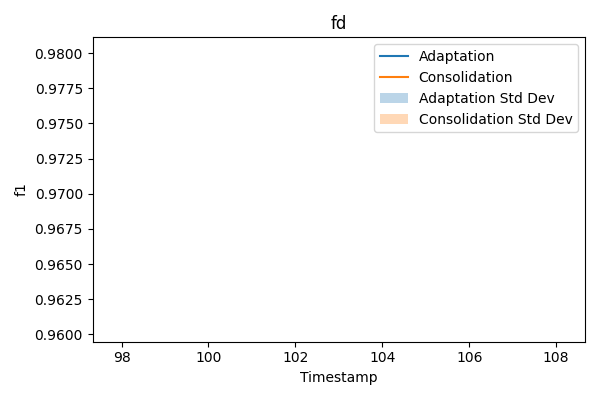 fd
0.9800
0.9775
0.9750
0.9725
0.9700
0.9675
0.9650
0.9625
0.9600
f1
Adaptation
Consolidation
Adaptation Std Dev
Consolidation Std Dev
98 100 102 104 106 108
Timestamp